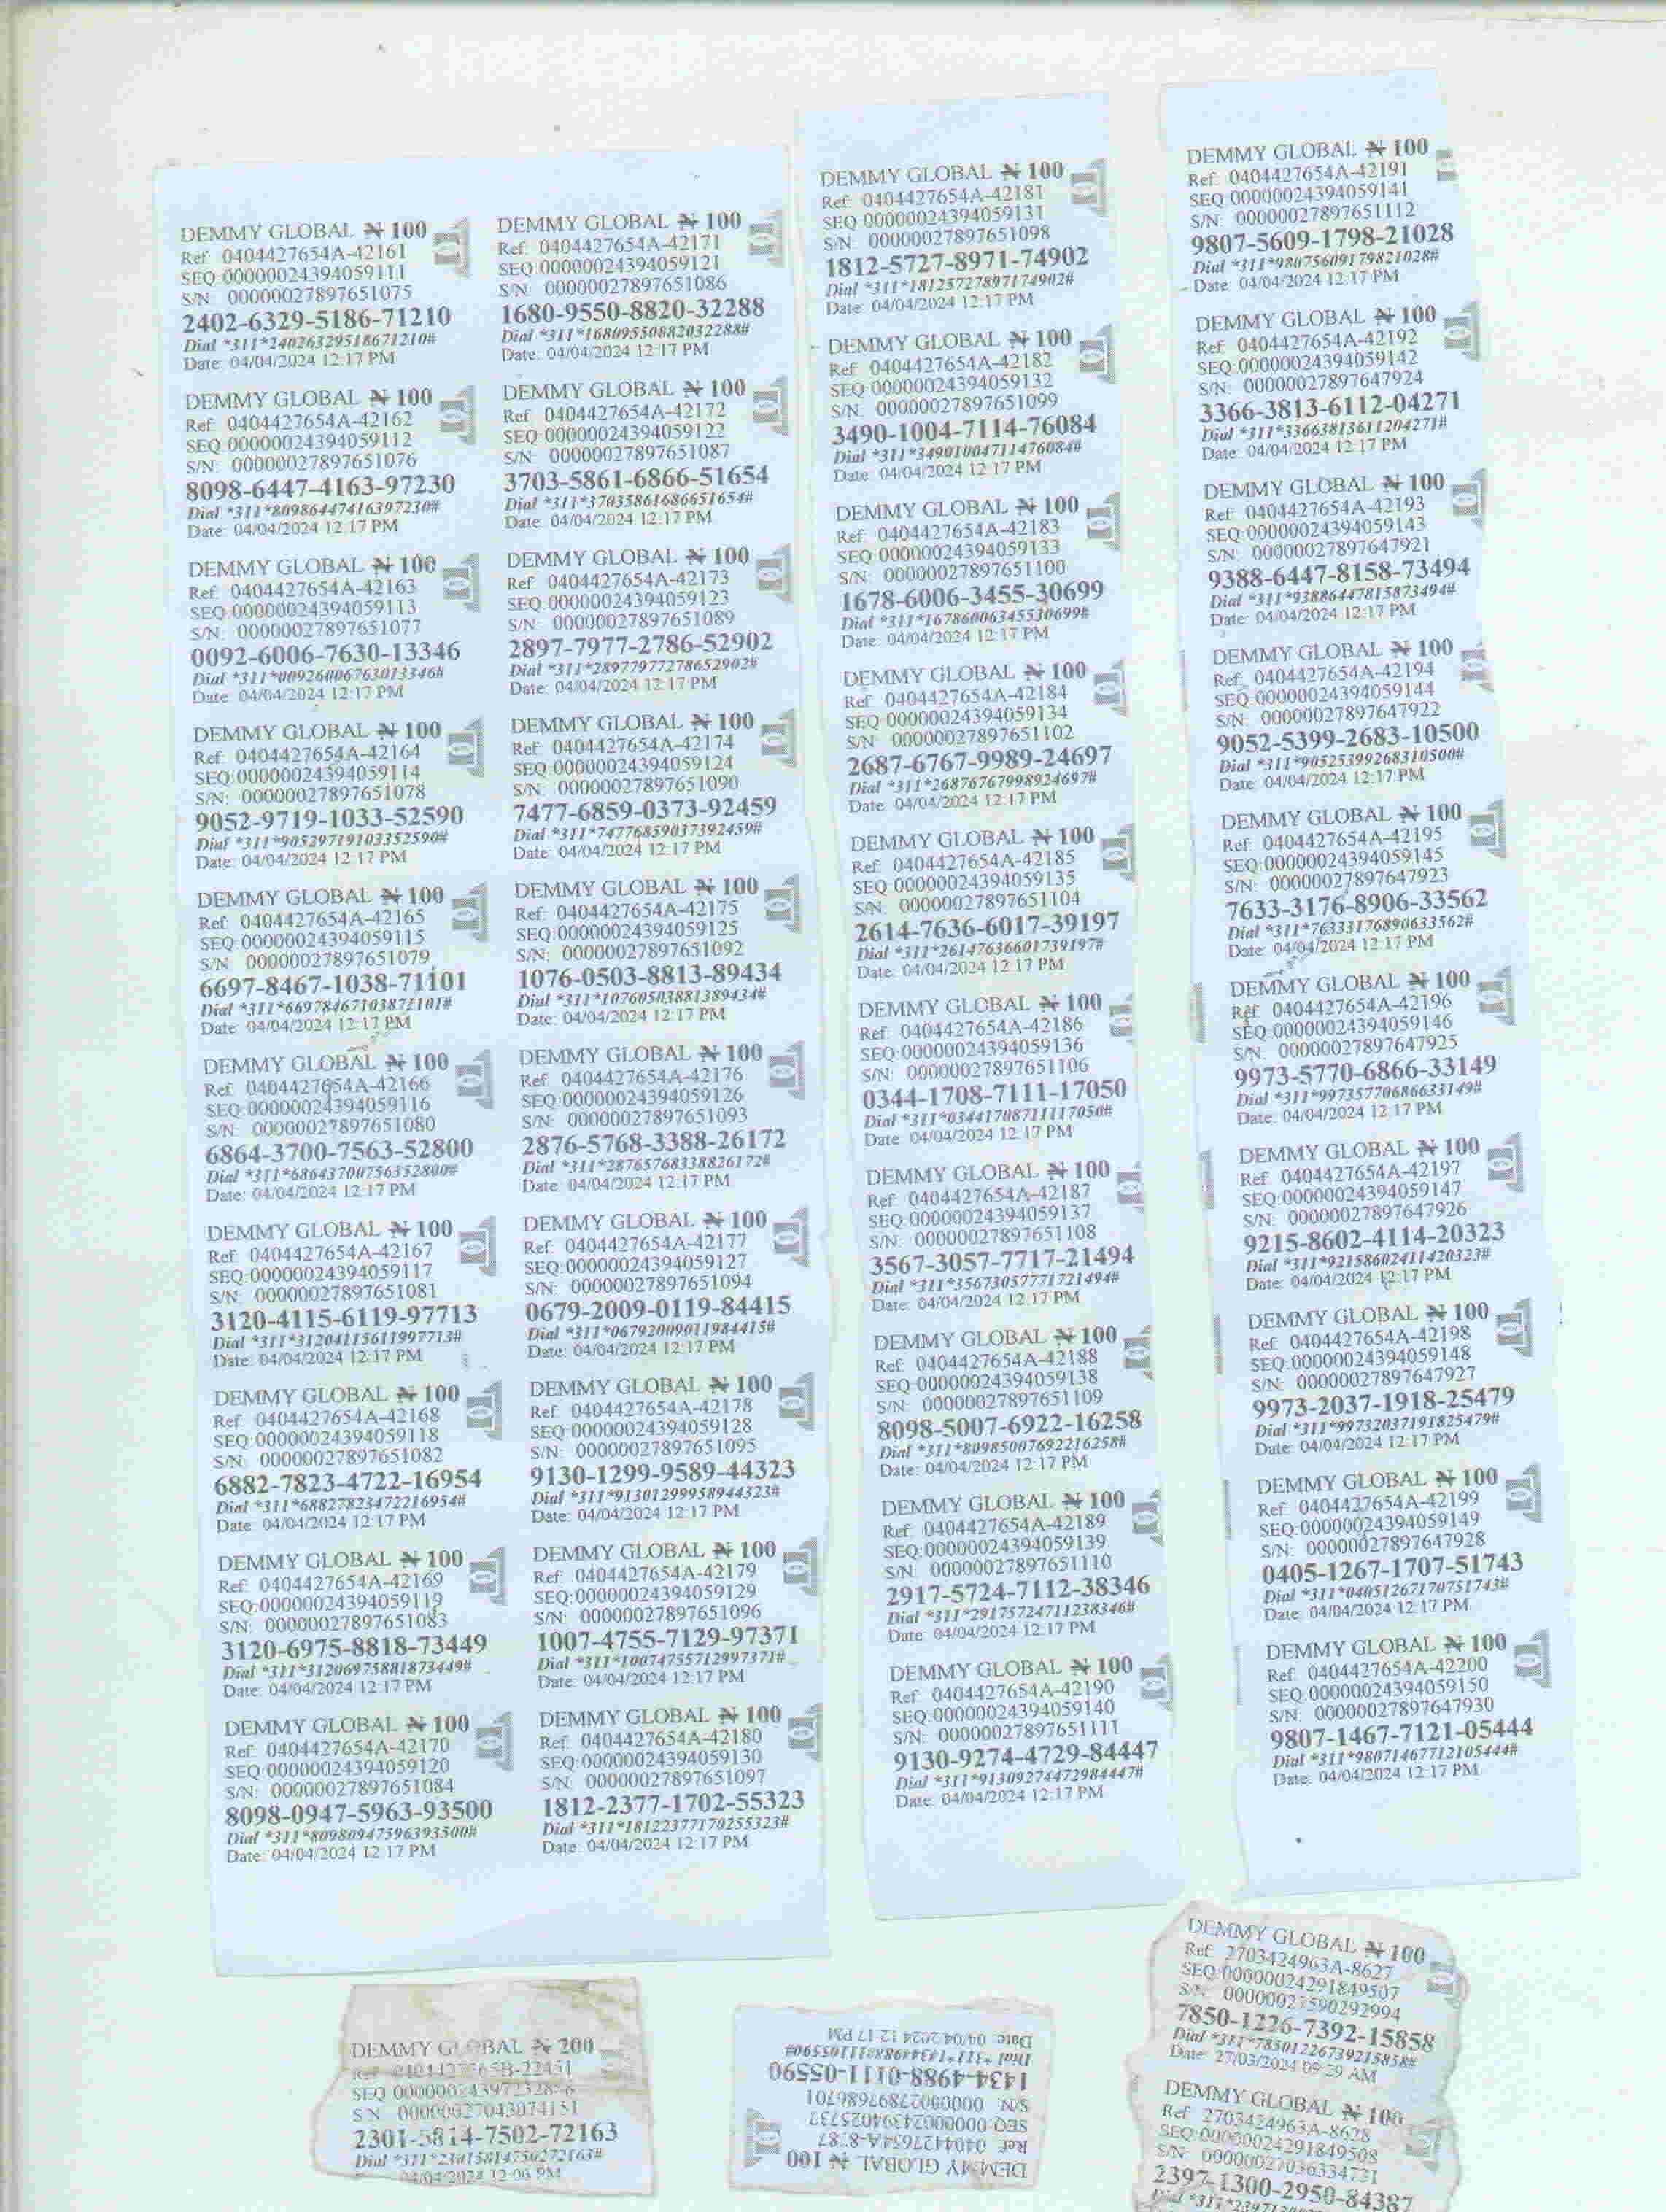 DEMMY GLOBAL ₦ 100
Ref: 0404427654A-42161
SEQ:00000024394059111
S/N: 00000027897651075
2402-6329-5186-71210
Dial *311*24026329518671210#
Date: 04/04/2024 12:17 PM
DEMMY GLOBAL ₦ 100
Ref: 0404427654A-42162
SEQ:00000024394059112
S/N: 00000027897651076
8098-6447-4163-97230
Dial *311*80986447416397230#
Date: 04/04/2024 12:17 PM
DEMMY GLOBAL ₦ 100
Ref: 0404427654A-42163
SEQ:00000024394059113
S/N: 00000027897651077
0092-6006-7630-13346
Dial *311*00926006763013346#
Date: 04/04/2024 12:17 PM
DEMMY GLOBAL ₦ 100
Ref: 0404427654A-42164
SEQ:00000024394059114
S/N: 00000027897651078
9052-9719-1033-52590
Dial *311*90529719103352590#
Date: 04/04/2024 12:17 PM
DEMMY GLOBAL ₦ 100
Ref: 0404427654A-42165
SEQ:00000024394059115
S/N: 00000027897651079
6697-8467-1038-71101
Dial *311*66978467103871101#
Date: 04/04/2024 12:17 PM
DEMMY GLOBAL ₦ 100
Ref: 0404427654A-42166
SEQ:00000024394059116
S/N: 00000027897651080
6864-3700-7563-52800
Dial *311*68643700756352800#
Date: 04/04/2024 12:17 PM
DEMMY GLOBAL ₦ 100
Ref: 0404427654A-42167
SEQ:00000024394059117
S/N: 00000027897651081
3120-4115-6119-97713
Dial *311*31204115611997713#
Date: 04/04/2024 12:17 PM
DEMMY GLOBAL ₦ 100
Ref: 0404427654A-42168
SEQ:00000024394059118
S/N: 00000027897651082
6882-7823-4722-16954
Dial *311*68827823472216954#
Date: 04/04/2024 12:17 PM
DEMMY GLOBAL ₦ 100
Ref: 0404427654A-42169
SEQ:00000024394059119
S/N: 00000027897651083
3120-6975-8818-73449
Dial *311*31206975881873449#
Date: 04/04/2024 12:17 PM
DEMMY GLOBAL ₦ 100
Ref: 0404427654A-42170
SEQ:00000024394059120
S/N: 00000027897651084
8098-0947-5963-93500
Dial *311*80980947596393500#
Date: 04/04/2024 12:17 PM
DEMMY GLOBAL ₦ 100
Ref: 0404427654A-42171
SEQ:00000024394059121
S/N: 00000027897651086
1680-9550-8820-32288
Dial *311*16809550882032288#
Date: 04/04/2024 12:17 PM
DEMMY GLOBAL ₦ 100
Ref: 0404427654A-42172
SEQ:00000024394059122
S/N: 00000027897651087
3703-5861-6866-51654
Dial *311*37035861686651654#
Date: 04/04/2024 12:17 PM
DEMMY GLOBAL ₦ 100
Ref: 0404427654A-42173
SEQ:00000024394059123
S/N: 00000027897651089
2897-7977-2786-52902
Dial *311*28977977278652902#
Date: 04/04/2024 12:17 PM
DEMMY GLOBAL ₦ 100
Ref: 0404427654A-42174
SEQ:00000024394059124
S/N: 00000027897651090
7477-6859-0373-92459
Dial *311*74776859037392459#
Date: 04/04/2024 12:17 PM
DEMMY GLOBAL ₦ 100
Ref: 0404427654A-42175
SEQ:00000024394059125
S/N: 00000027897651092
1076-0503-8813-89434
Dial *311*10760503881389434#
Date: 04/04/2024 12:17 PM
DEMMY GLOBAL ₦ 100
Ref: 0404427654A-42176
SEQ:00000024394059126
S/N: 00000027897651093
2876-5768-3388-26172
Dial *311*28765768338826172#
Date: 04/04/2024 12:17 PM
DEMMY GLOBAL ₦ 100
Ref: 0404427654A-42177
SEQ:00000024394059127
S/N: 00000027897651094
0679-2009-0119-84415
Dial *311*06792009011984415#
Date: 04/04/2024 12:17 PM
DEMMY GLOBAL ₦ 100
Ref: 0404427654A-42178
SEQ:00000024394059128
S/N: 00000027897651095
9130-1299-9589-44323
Dial *311*91301299958944323#
Date: 04/04/2024 12:17 PM
DEMMY GLOBAL ₦ 100
Ref: 0404427654A-42179
SEQ:00000024394059129
S/N: 00000027897651096
1007-4755-7129-97371
Dial *311*10074755712997371#
Date: 04/04/2024 12:17 PM
DEMMY GLOBAL ₦ 100
Ref: 0404427654A-42180
SEQ:00000024394059130
S/N: 00000027897651097
1812-2377-1702-55323
Dial *311*18122377170255323#
Date: 04/04/2024 12:17 PM
DEMMY GLOBAL ₦ 100
Ref: 0404427654A-42181
SEQ:00000024394059131
S/N: 00000027897651098
1812-5727-8971-74902
Dial *311*18125727897174902#
Date: 04/04/2024 12:17 PM
DEMMY GLOBAL ₦ 100
Ref: 0404427654A-42182
SEQ:00000024394059132
S/N: 00000027897651099
3490-1004-7114-76084
Dial *311*34901004711476084#
Date: 04/04/2024 12:17 PM
DEMMY GLOBAL ₦ 100
Ref: 0404427654A-42183
SEQ:00000024394059133
S/N: 00000027897651100
1678-6006-3455-30699
Dial *311*16786006345530699#
Date: 04/04/2024 12:17 PM
DEMMY GLOBAL ₦ 100
Ref: 0404427654A-42184
SEQ:00000024394059134
S/N: 00000027897651102
2687-6767-9989-24697
Dial *311*26876767998924697#
Date: 04/04/2024 12:17 PM
DEMMY GLOBAL ₦ 100
Ref: 0404427654A-42185
SEQ:00000024394059135
S/N: 00000027897651104
2614-7636-6017-39197
Dial *311*26147636601739197#
Date: 04/04/2024 12:17 PM
DEMMY GLOBAL ₦ 100
Ref: 0404427654A-42186
SEQ:00000024394059136
S/N: 00000027897651106
0344-1708-7111-17050
Dial *311*03441708711117050#
Date: 04/04/2024 12:17 PM
DEMMY GLOBAL ₦ 100
Ref: 0404427654A-42187
SEQ:00000024394059137
S/N: 00000027897651108
3567-3057-7717-21494
Dial *311*35673057771721494#
Date: 04/04/2024 12:17 PM
DEMMY GLOBAL ₦ 100
Ref: 0404427654A-42188
SEQ:00000024394059138
S/N: 00000027897651109
8098-5007-6922-16258
Dial *311*80985007692216258#
Date: 04/04/2024 12:17 PM
DEMMY GLOBAL ₦ 100
Ref: 0404427654A-42189
SEQ:00000024394059139
S/N: 00000027897651110
2917-5724-7112-38346
Dial *311*29175724711238346#
Date: 04/04/2024 12:17 PM
DEMMY GLOBAL ₦ 100
Ref: 0404427654A-42190
SEQ:00000024394059140
S/N: 00000027897651111
9130-9274-4729-84447
Dial *311*91309274472984447#
Date: 04/04/2024 12:17 PM
DEMMY GLOBAL ₦ 100
Ref: 0404427654A-42191
SEQ:00000024394059141
S/N: 00000027897651112
9807-5609-1798-21028
Dial *311*98075609179821028#
Date: 04/04/2024 12:17 PM
DEMMY GLOBAL ₦ 100
Ref: 0404427654A-42192
SEQ:00000024394059142
S/N: 00000027897647924
3366-3813-6112-04271
Dial *311*33663813611204271#
Date: 04/04/2024 12:17 PM
DEMMY GLOBAL ₦ 100
Ref: 0404427654A-42193
SEQ:00000024394059143
S/N: 00000027897647921
9388-6447-8158-73494
Dial *311*93886447815873494#
Date: 04/04/2024 12:17 PM
DEMMY GLOBAL ₦ 100
Ref: 0404427654A-42194
SEQ:00000024394059144
S/N: 00000027897647922
9052-5399-2683-10500
Dial *311*90525399268310500#
Date: 04/04/2024 12:17 PM
DEMMY GLOBAL ₦ 100
Ref: 0404427654A-42195
SEQ:00000024394059145
S/N: 00000027897647923
7633-3176-8906-33562
Dial *311*76333176890633562#
Date: 04/04/2024 12:17 PM
DEMMY GLOBAL ₦ 100
Ref: 0404427654A-42196
SEQ:00000024394059146
S/N: 00000027897647925
9973-5770-6866-33149
Dial *311*99735770686633149#
Date: 04/04/2024 12:17 PM
DEMMY GLOBAL ₦ 100
Ref: 0404427654A-42197
SEQ:00000024394059147
S/N: 00000027897647926
9215-8602-4114-20323
Dial *311*92158602411420323#
Date: 04/04/2024 12:17 PM
DEMMY GLOBAL ₦ 100
Ref: 0404427654A-42198
SEQ:00000024394059148
S/N: 00000027897647927
9973-2037-1918-25479
Dial *311*99732037191825479#
Date: 04/04/2024 12:17 PM
DEMMY GLOBAL ₦ 100
Ref: 0404427654A-42199
SEQ:00000024394059149
S/N: 00000027897647928
0405-1267-1707-51743
Dial *311*04051267170751743#
Date: 04/04/2024 12:17 PM
DEMMY GLOBAL ₦ 100
Ref: 0404427654A-42200
SEQ:00000024394059150
S/N: 00000027897647930
9807-1467-7121-05444
Dial *311*98071467712105444#
Date: 04/04/2024 12:17 PM
DEMMY GLOBAL ₦ 200
SEQ
S/N: 00000027043074151
2301-5814-7502-72163
Dial *311*23015814750272163#
04/04/2024 12:06 PM
DEMMY GLOBAL ₦ 100
Ref: 0404427654A-8787
SEQ:00000024394025737
S/N: 00000027897686701
1434-4988-0111-05590
Dial *311*14344988011105590#
Date: 04/04/2024 12:17 PM
DEMMY GLOBAL ₦ 100
Ref: 2703424963A-8627
SEQ:00000024291849507
S/N: 00000027590292994
7850-1226-7392-15858
Dial *311*78501226739215858#
Date: 27/03/2024 09:29 AM
DEMMY GLOBAL ₦ 100
Ref: 2703424963A-8628
SEQ:00000024291849508
S/N: 00000027036334721
2397-1300-2950-84387